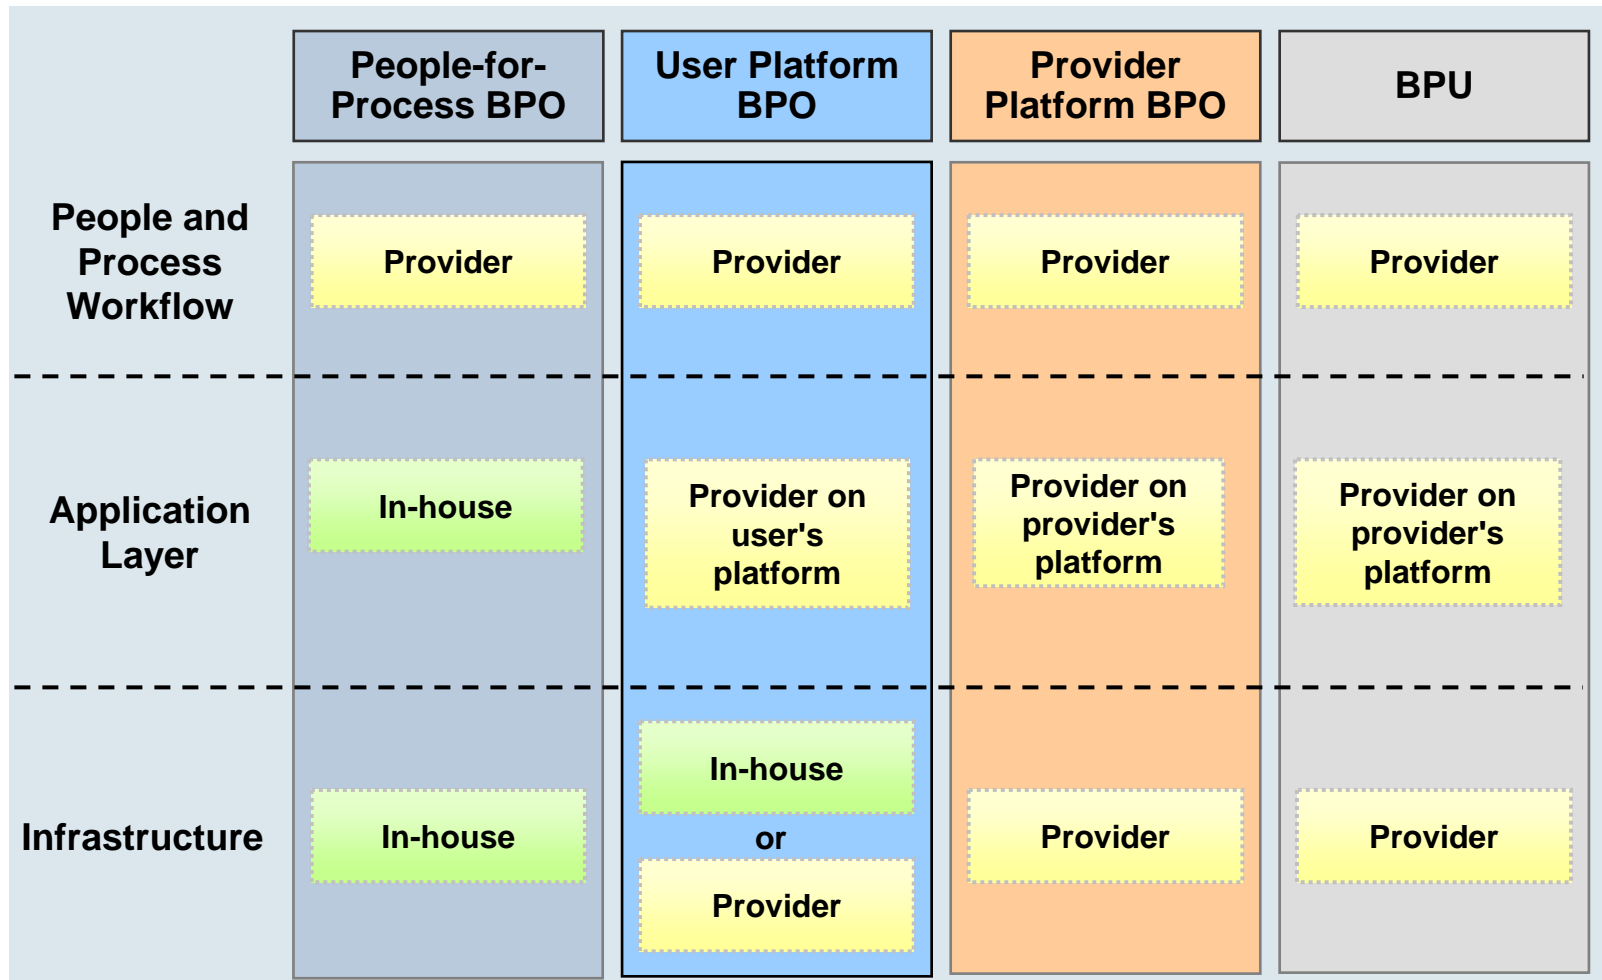 People-for-
Process BPO
User Platform
BPO
Provider
Platform BPO
BPU
People and
Process
Workflow
Provider
Provider
Provider
Provider
Application
Layer
In-house
Provider on
user's
platform
Provider on
provider's
platform
Provider on
provider's
platform
Infrastructure
In-house
In-house
or
Provider
Provider
Provider